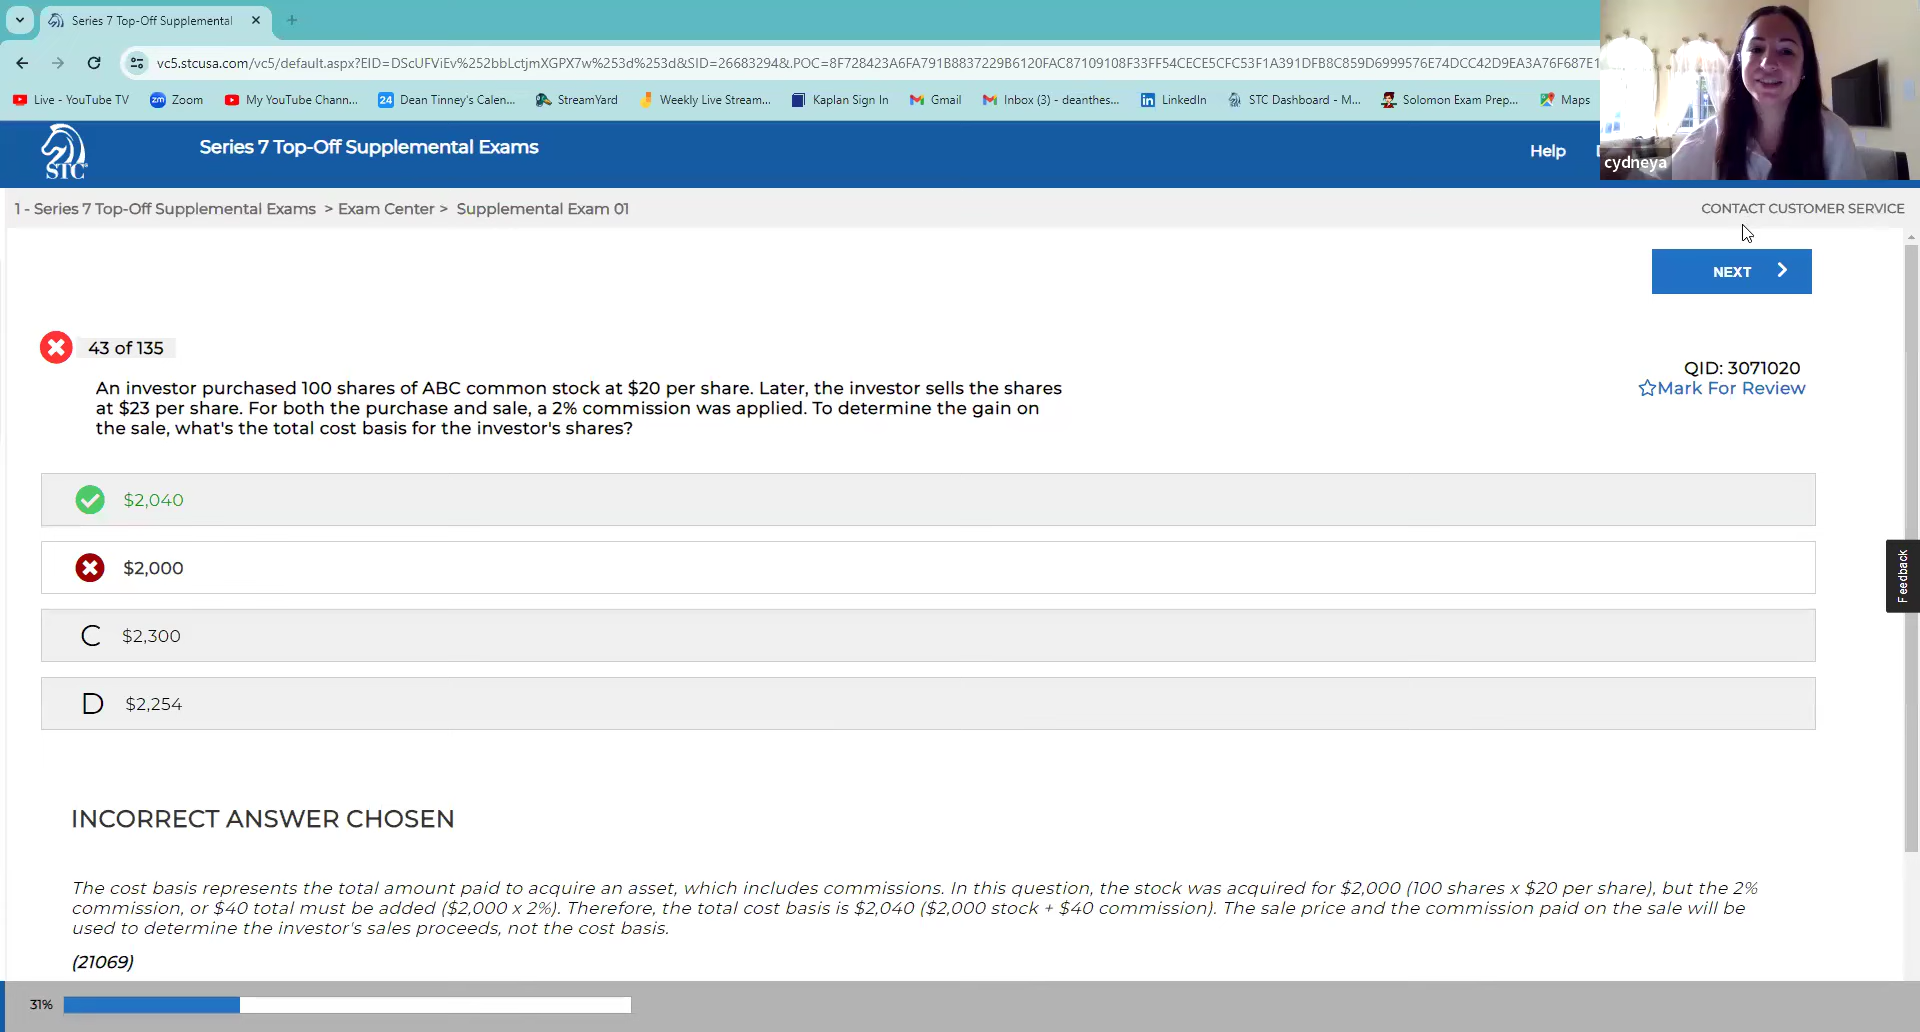 Series 7 Top-Off Supplemental
vc5.stcusa.com/vc5/default.aspx?EID=DScUFViEv%252bbLctjmXGPX7w%253d%253d&SID=26683294&.POC=8F728423A6FA791B8837229B6120FAC87109108F33FF54CECE5CFC53F1A391DFB8C859D6999576E74DCC42D9EA3A76F687E1
Live - YouTube TV
zm Zoom
My YouTube Chann...
24 Dean Tinney's Calen...
StreamYard
Weekly Live Stream...
Kaplan Sign In
Gmail
Inbox (3) - deanthes...
in LinkedIn
STC Dashboard - M...
Solomon Exam Prep...
Maps
STC
Series 7 Top-Off Supplemental Exams
Help
cydneya
1 - Series 7 Top-Off Supplemental Exams > Exam Center > Supplemental Exam 01
CONTACT CUSTOMER SERVICE
NEXT
43 of 135
QID: 3071020
Mark For Review
An investor purchased 100 shares of ABC common stock at $20 per share. Later, the investor sells the shares
at $23 per share. For both the purchase and sale, a 2% commission was applied. To determine the gain on
the sale, what's the total cost basis for the investor's shares?
$2,040
$2,000
C $2,300
D $2,254
Feedback
INCORRECT ANSWER CHOSEN
The cost basis represents the total amount paid to acquire an asset, which includes commissions. In this question, the stock was acquired for $2,000 (100 shares x $20 per share), but the 2%
commission, or $40 total must be added ($2,000 x 2%). Therefore, the total cost basis is $2,040 ($2,000 stock + $40 commission). The sale price and the commission paid on the sale will be
used to determine the investor's sales proceeds, not the cost basis.
(21069)
31%